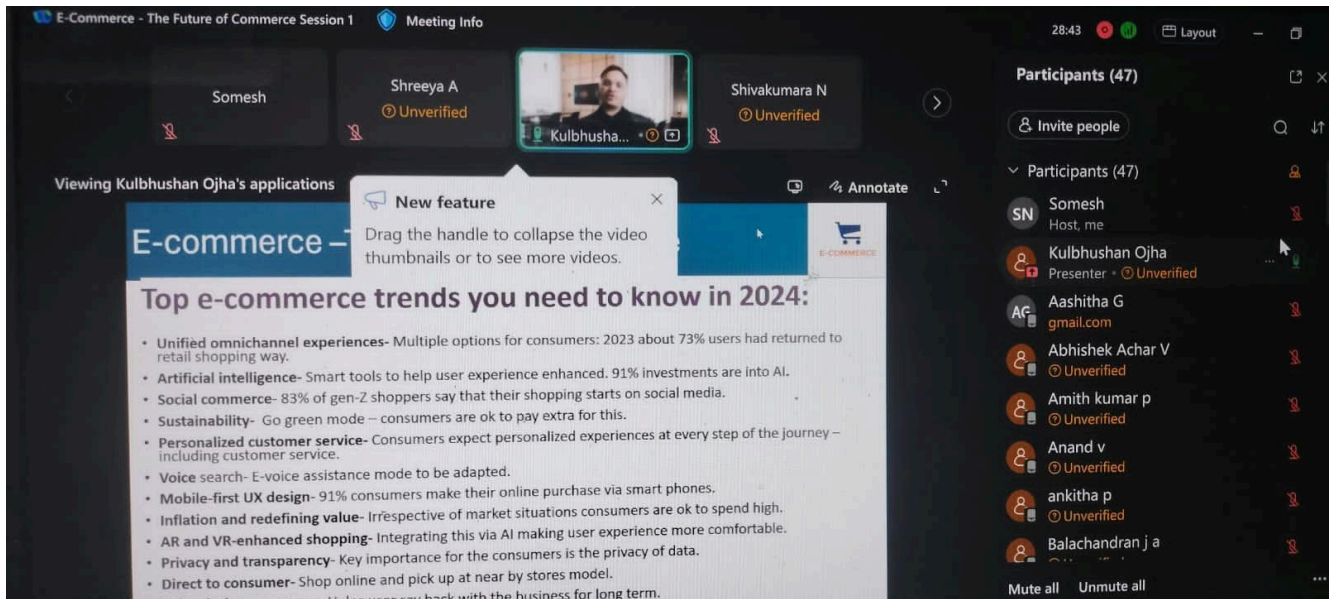 E-Commerce - The Future of Commerce Session 1
Meeting Info
28:43
Layout
Somesh
Shreeya A
Unverified
Kulbhusha...
Shivakumara N
Unverified
Viewing Kulbhushan Ojha's applications
Annotate
New feature
Drag the handle to collapse the video
thumbnails or to see more videos.
E-commerce –
E-COMMERCE
Top e-commerce trends you need to know in 2024:
• Unified omnichannel experiences- Multiple options for consumers: 2023 about 73% users had returned to
retail shopping way.
• Artificial intelligence- Smart tools to help user experience enhanced. 91% investments are into AI.
• Social commerce- 83% of gen-Z shoppers say that their shopping starts on social media.
• Sustainability- Go green mode – consumers are ok to pay extra for this.
• Personalized customer service- Consumers expect personalized experiences at every step of the journey –
including customer service.
• Voice search- E-voice assistance mode to be adapted.
• Mobile-first UX design- 91% consumers make their online purchase via smart phones.
• Inflation and redefining value- Irrespective of market situations consumers are ok to spend high.
• AR and VR-enhanced shopping- Integrating this via AI making user experience more comfortable.
• Privacy and transparency- Key importance for the consumers is the privacy of data.
• Direct to consumer- Shop online and pick up at near by stores model.
back with the business for long term.
Participants (47)
Invite people
Participants (47)
SN
Somesh
Host, me
Kulbhushan Ojha
Presenter • Unverified
AG
Aashitha G
gmail.com
Abhishek Achar V
Unverified
Amith kumar p
Unverified
Anand v
Unverified
ankitha p
Unverified
Balachandran j a
Mute all Unmute all